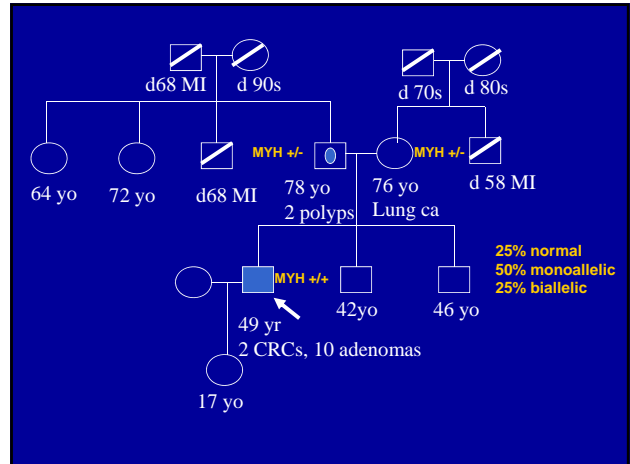 d68 MI
d 90s
d 70s
d 80s
MYH +/-
MYH +/-
64 yo
72 yo
d68 MI
78 yo
2 polyps
76 yo
Lung ca
d 58 MI
25% normal
50% monoallelic
25% biallelic
MYH +/+
49 yr
2 CRCs, 10 adenomas
42yo
46 yo
17 yo